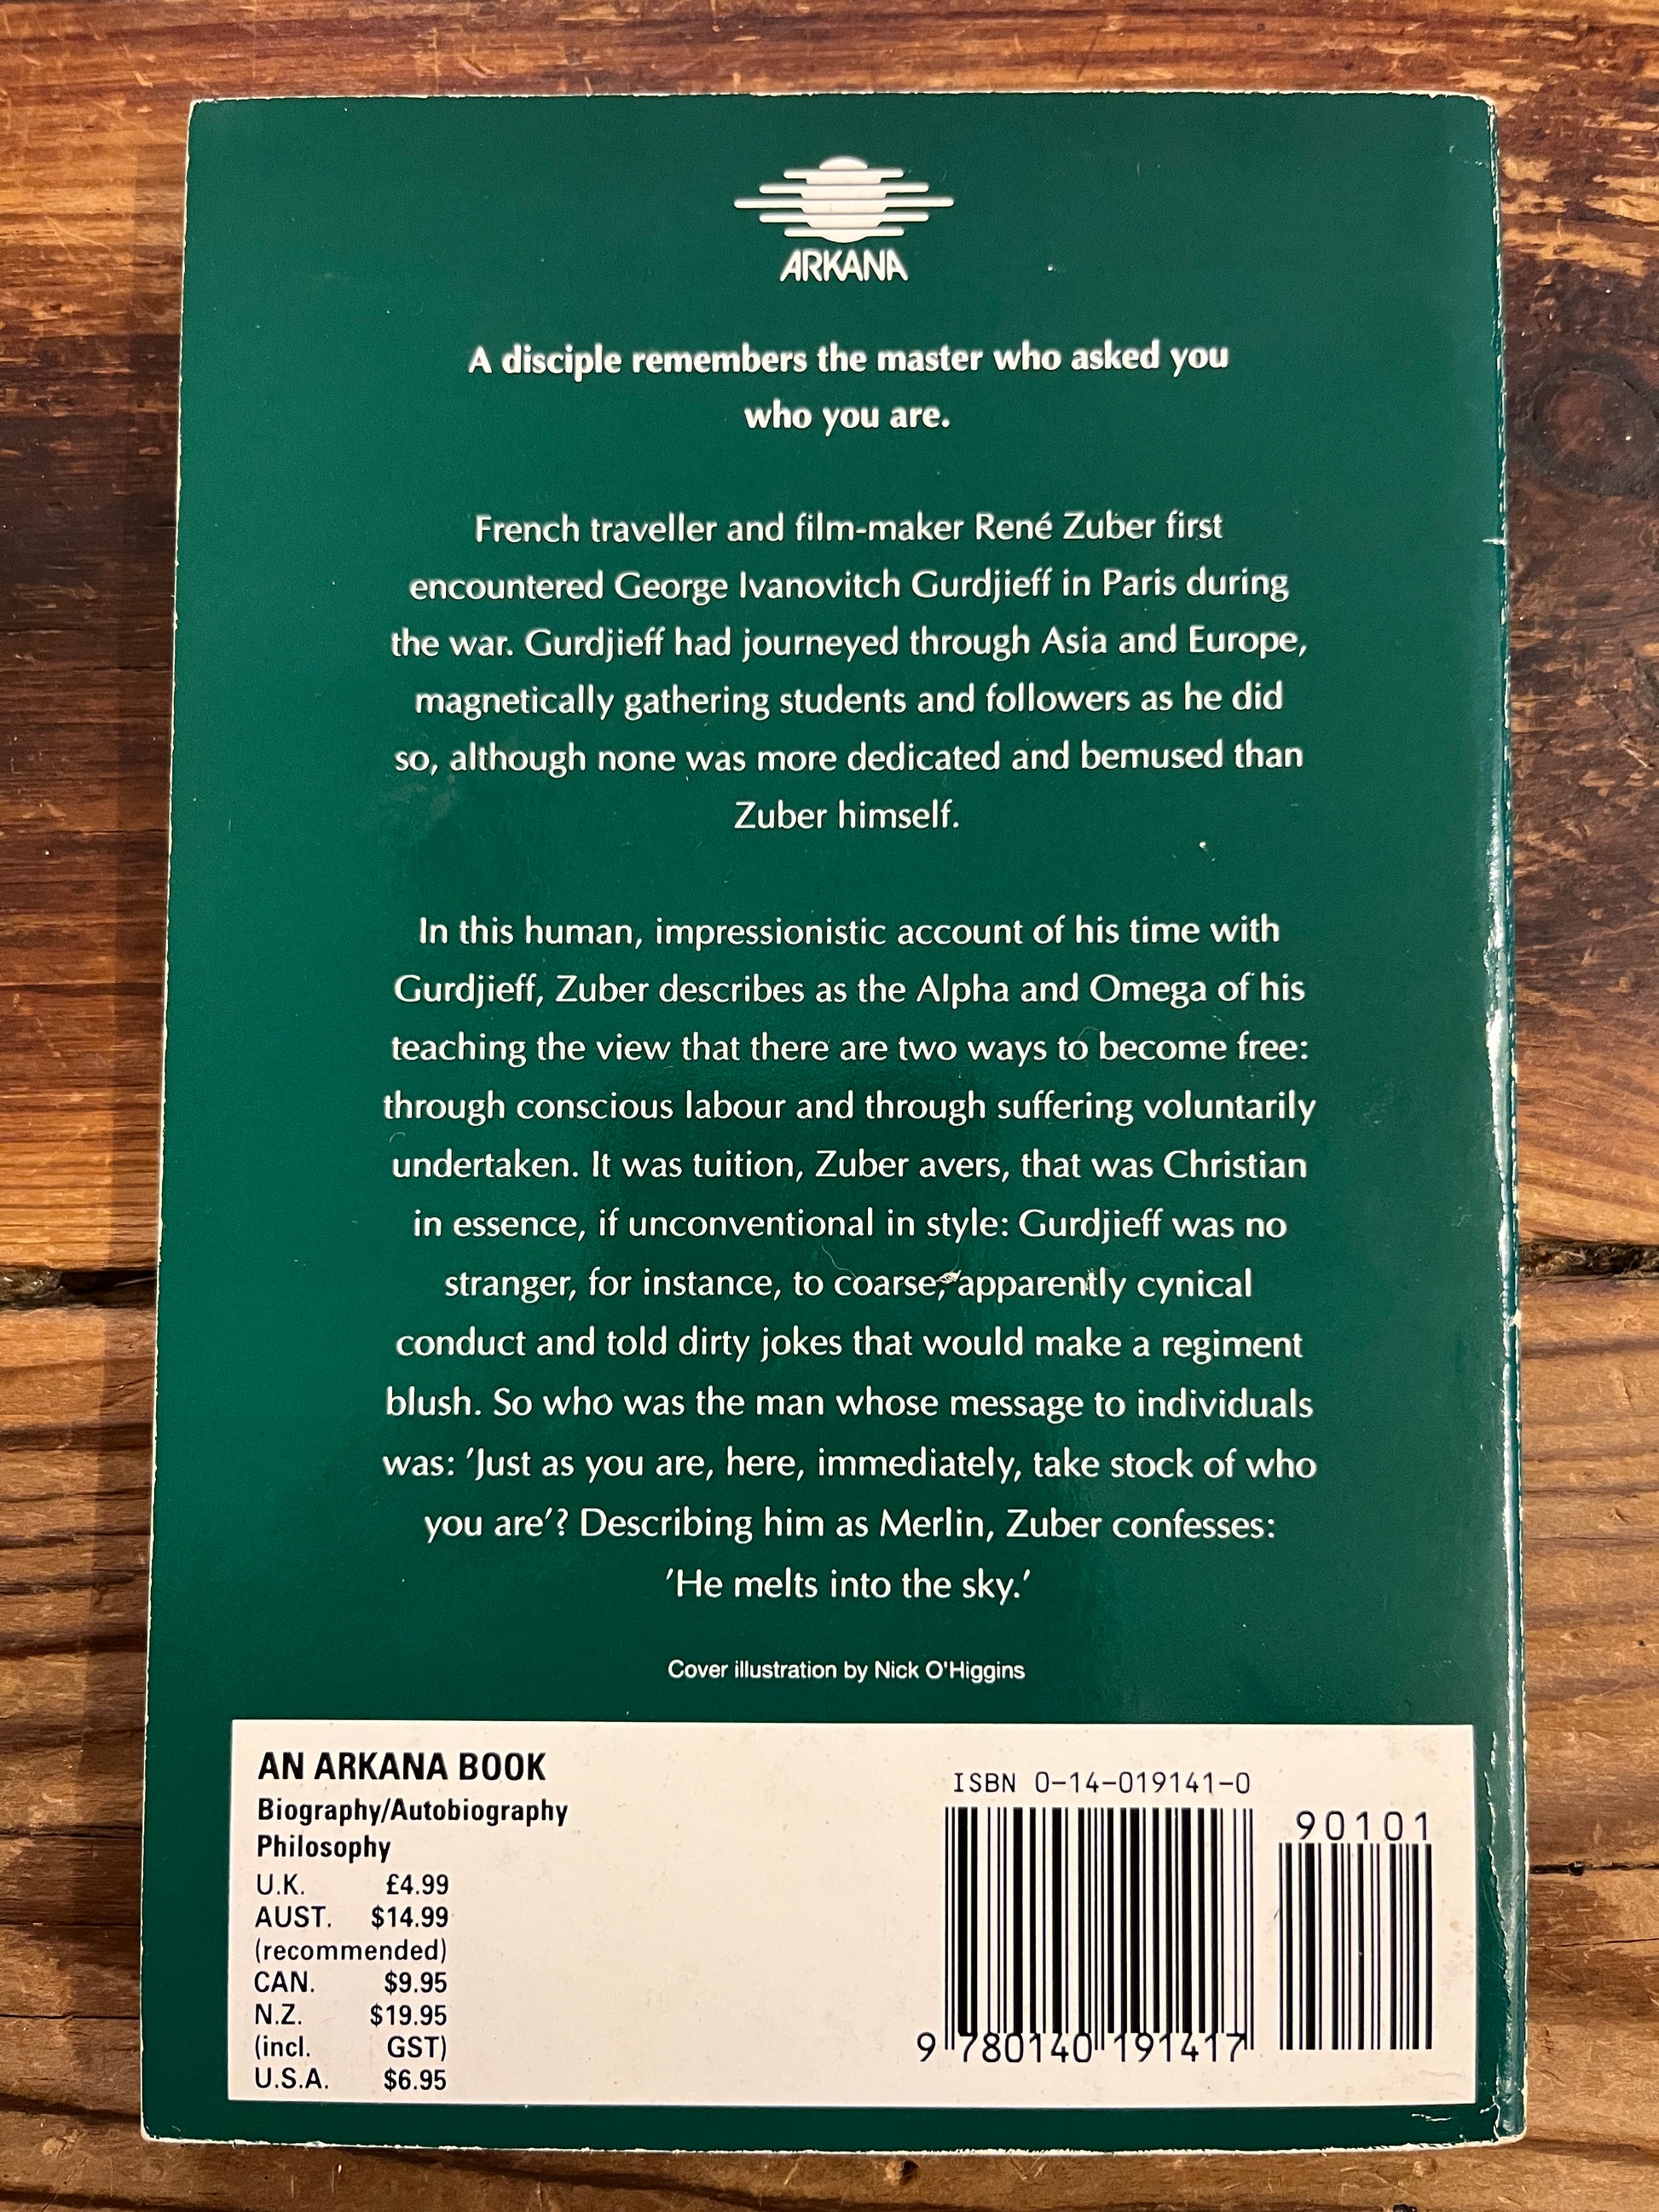 ARKANA
A disciple remembers the master who asked you
who you are.
French traveller and film-maker René Zuber first
encountered George Ivanovitch Gurdjieff in Paris during
the war. Gurdjieff had journeyed through Asia and Europe,
magnetically gathering students and followers as he did
so, although none was more dedicated and bemused than
Zuber himself.
In this human, impressionistic account of his time with
Gurdjieff, Zuber describes as the Alpha and Omega of his
teaching the view that there are two ways to become free:
through conscious labour and through suffering voluntarily
undertaken. It was tuition, Zuber avers, that was Christian
in essence, if unconventional in style: Gurdjieff was no
stranger, for instance, to coarse, apparently cynical
conduct and told dirty jokes that would make a regiment
blush. So who was the man whose message to individuals
was: 'Just as you are, here, immediately, take stock of who
you are'? Describing him as Merlin, Zuber confesses:
'He melts into the sky.'
Cover illustration by Nick O'Higgins
AN ARKANA BOOK
Biography/Autobiography
Philosophy
U.K. £4.99
AUST. $14.99
(recommended)
CAN. $9.95
N.Z. $19.95
(incl. GST)
U.S.A. $6.95
ISBN 0-14-019141-0
90101
9 780140 191417